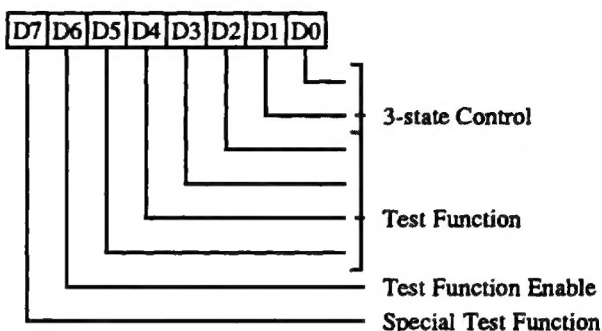 D7 D6 D5 D4 D3 D2 D1 D0
3-state Control
Test Function
Test Function Enable
Special Test Function